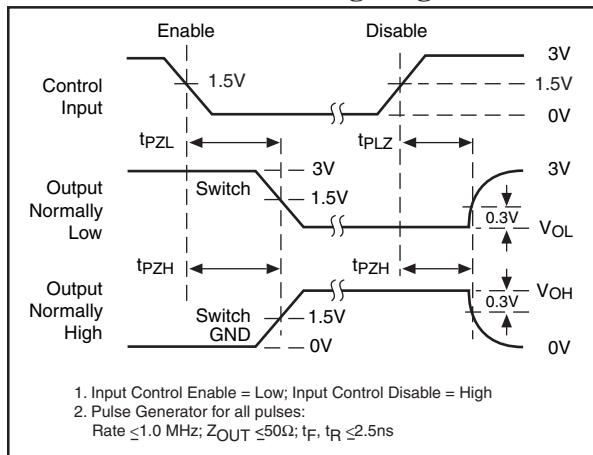 Enable
Disable
Control
Input
1.5V
3V
1.5V
0V
tPZL
tPLZ
Output
Normally
Low
Switch
3V
1.5V
3V
0.3V
VOL
tPZH
tPZH
Output
Normally
High
Switch
GND
1.5V
0V
VOH
0.3V
0V
1. Input Control Enable = Low; Input Control Disable = High
2. Pulse Generator for all pulses:
Rate ≤1.0 MHz; ZOUT ≤50Ω; tF, tR ≤2.5ns